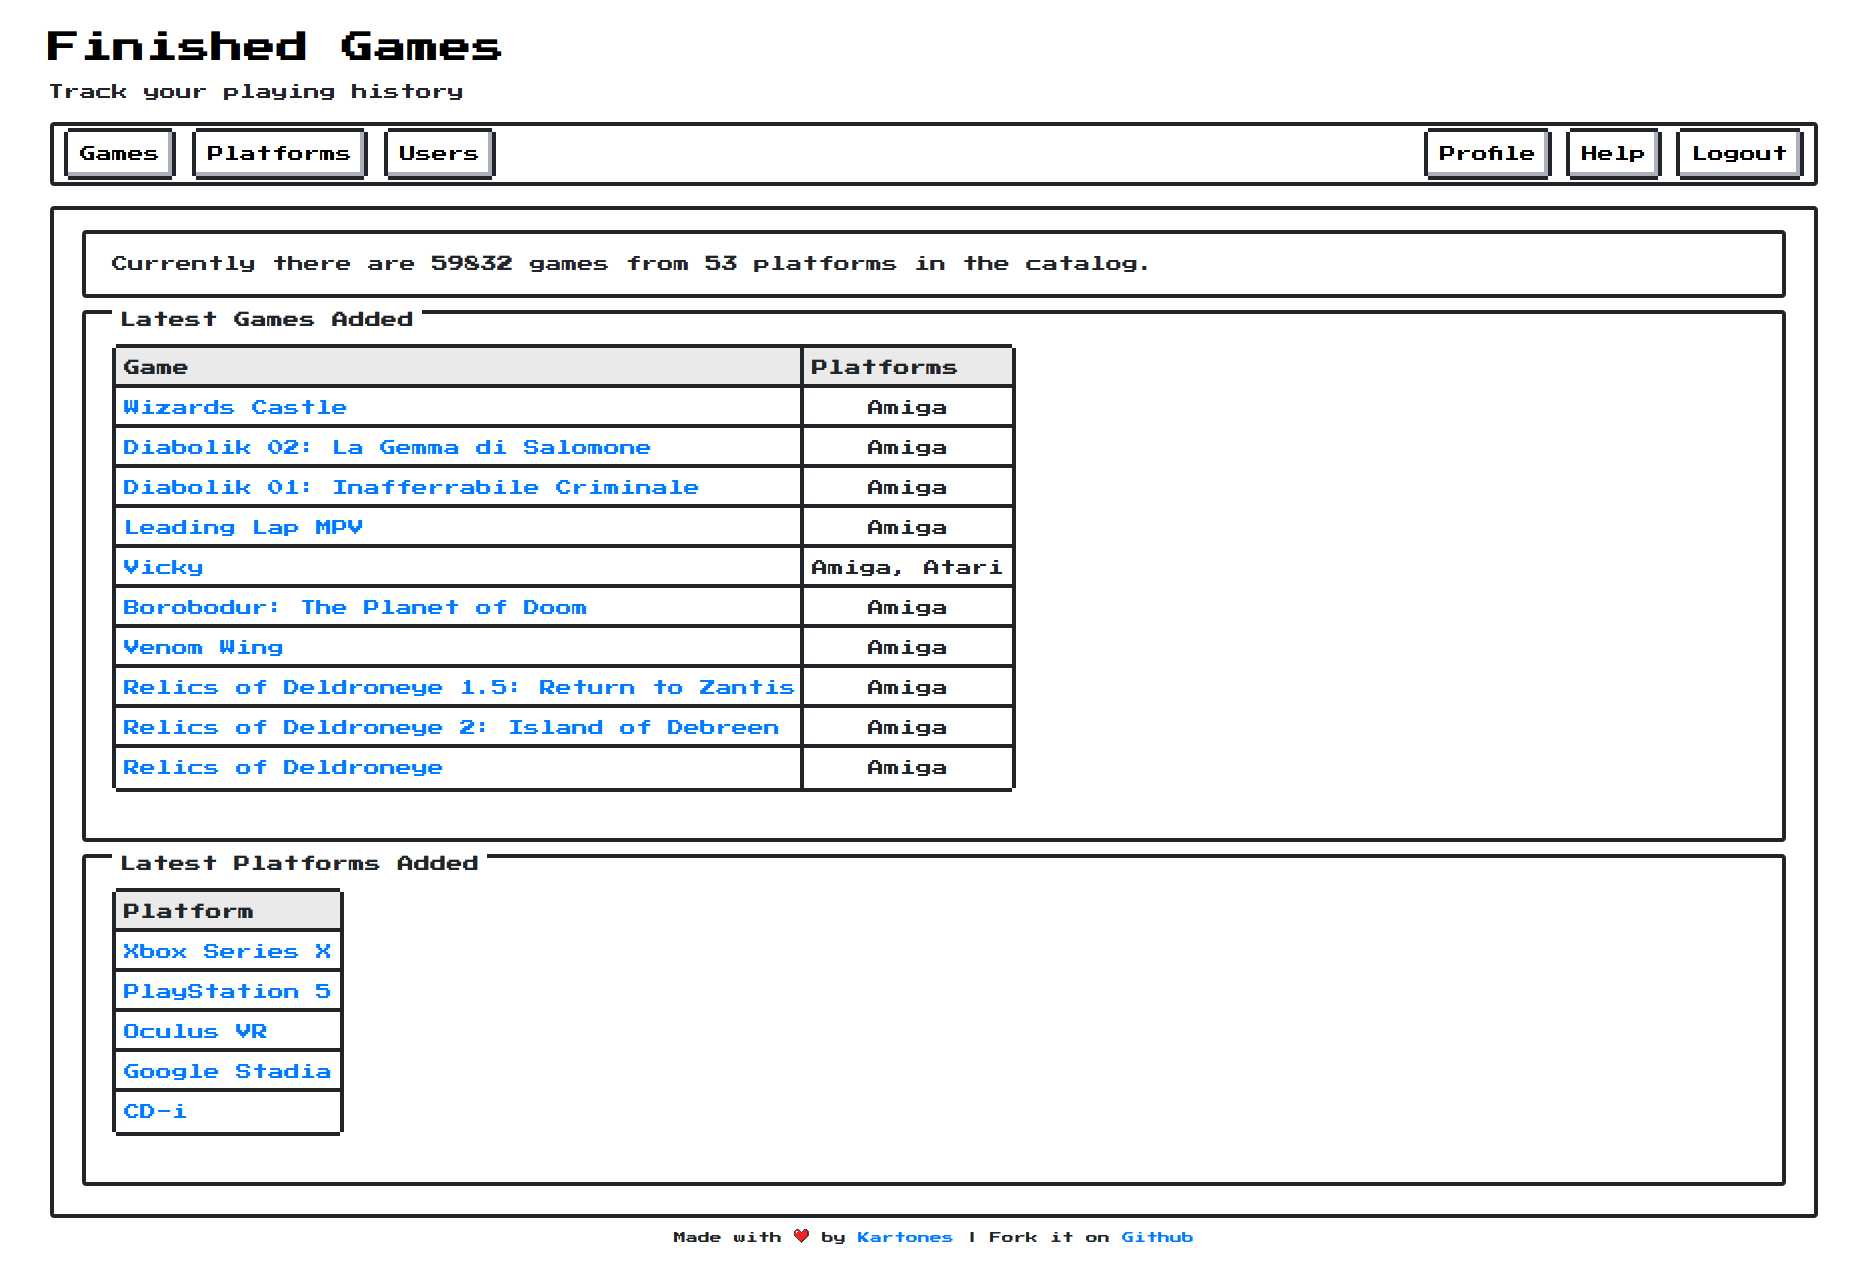 Finished Games
Track your playing history
Games Platforms Users Profile Help Logout
Currently there are 59832 games from 53 platforms in the catalog.
Latest Games Added
Game Platforms
Wizards Castle Amiga
Diabolik 02: La Gemma di Salomone Amiga
Diabolik 01: Inafferrabile Criminale Amiga
Leading Lap MPV Amiga
Vicky Amiga, Atari
Borobodur: The Planet of Doom Amiga
Venom Wing Amiga
Relics of Deldroneye 1.5: Return to Zantis Amiga
Relics of Deldroneye 2: Island of Debreen Amiga
Relics of Deldroneye Amiga
Latest Platforms Added
Platform
Xbox Series X
PlayStation 5
Oculus VR
Google Stadia
CD-i
Made with ❤ by Kartones | Fork it on Github